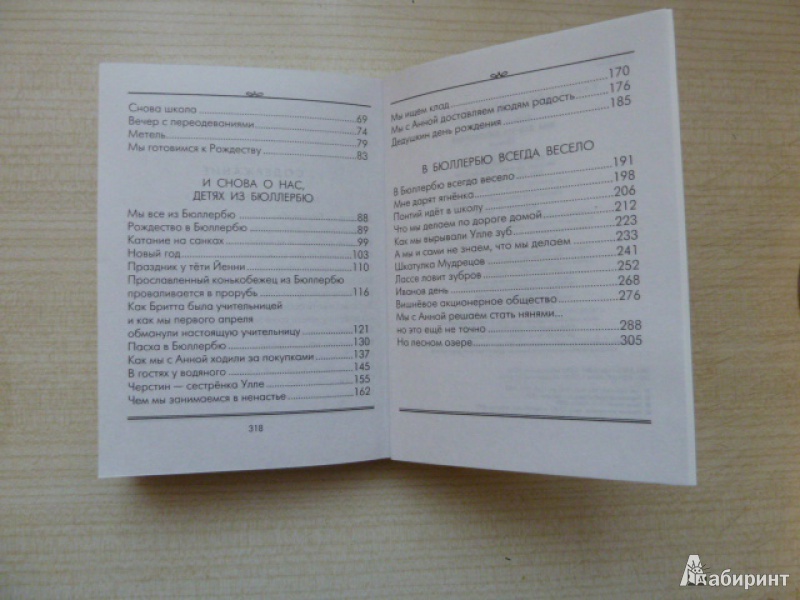 Снова школа 69
Вечер с переодеваниями 74
Метель 79
Мы готовимся к Рождеству 83
И СНОВА О НАС,
ДЕТЯХ ИЗ БЮЛЛЕРБЮ
Мы все из Бюллербю 88
Рождество в Бюллербю 89
Катание на санках 99
Новый год 103
Праздник у тёти Йенни 110
Прославленный конькобежец из Бюллербю
проваливается в прорубь 116
Как Бритта была учительницей
и как мы первого апреля
обманули настоящую учительницу 121
Пасха в Бюллербю 130
Как мы с Анной ходили за покупками 137
В гостях у водяного 145
Черстин — сестрёнка Улле 155
Чем мы занимаемся в ненастье 162
318
Мы ищем клад 170
Мы с Анной доставляем людям радость 176
Дедушкин день рождения 185
В БЮЛЛЕРБЮ ВСЕГДА ВЕСЕЛО
В Бюллербю всегда весело 191
Мне дарят ягнёнка 198
Понтий идёт в школу 206
Что мы делаем по дороге домой 212
Как мы вырывали Улле зуб 223
А мы и сами не знаем, что мы делаем 233
Шкатулка Мудрецов 241
Лассе ловит зубров 252
Иванов день 268
Вишнёвое акционерное общество 276
Мы с Анной решаем стать нянями...
но это ещё не точно 288
На лесном озере 305
Лабиринт